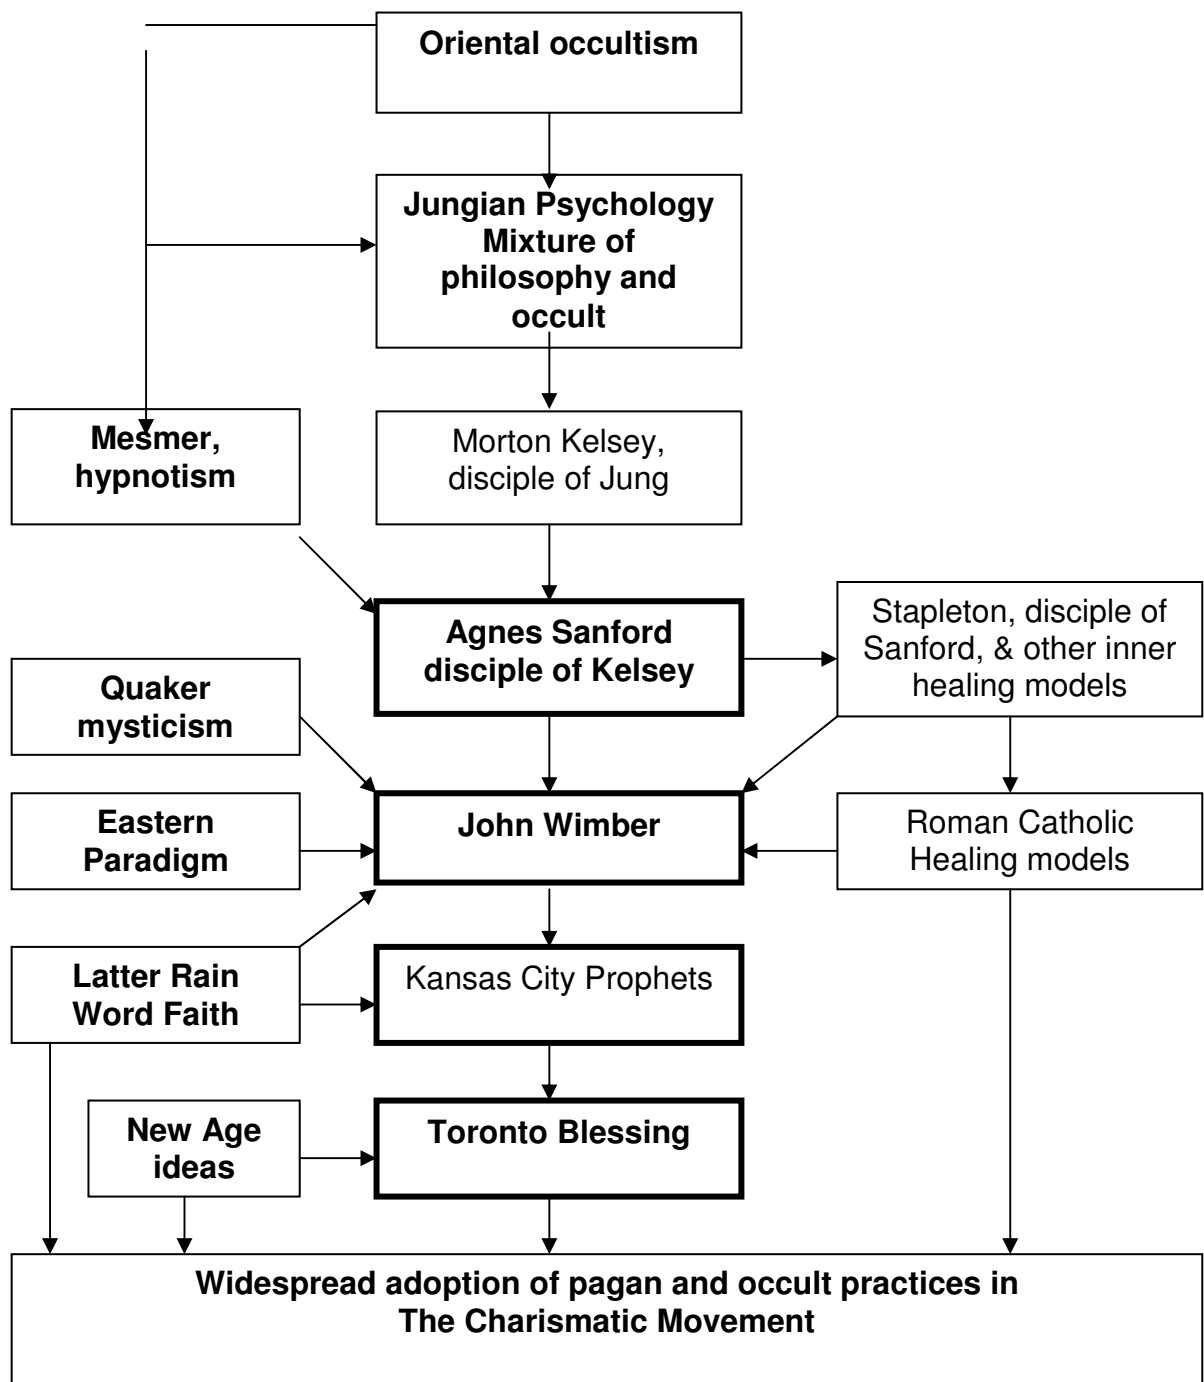 Oriental occultism
Jungian Psychology
Mixture of
philosophy and
occult
Mesmer,
hypnotism
Morton Kelsey,
disciple of Jung
Agnes Sanford
disciple of Kelsey
Stapleton, disciple of
Sanford, & other inner
healing models
Quaker
mysticism
Eastern
Paradigm
John Wimber
Roman Catholic
Healing models
Latter Rain
Word Faith
Kansas City Prophets
New Age
ideas
Toronto Blessing
Widespread adoption of pagan and occult practices in
The Charismatic Movement